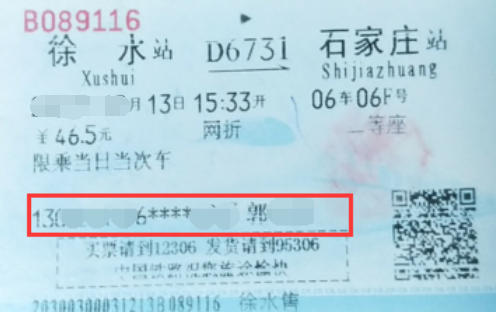 B089116
徐 水站 D6731 石家庄站
Xushui Shijiazhuang
月13日 15:33开 06车06F号
¥46.5元 网折 二等座
限乘当日当次车
6**** 郭
买票请到12306 发货请到95306
中国铁路祝您旅途愉快
20300300031213B089116 徐水售